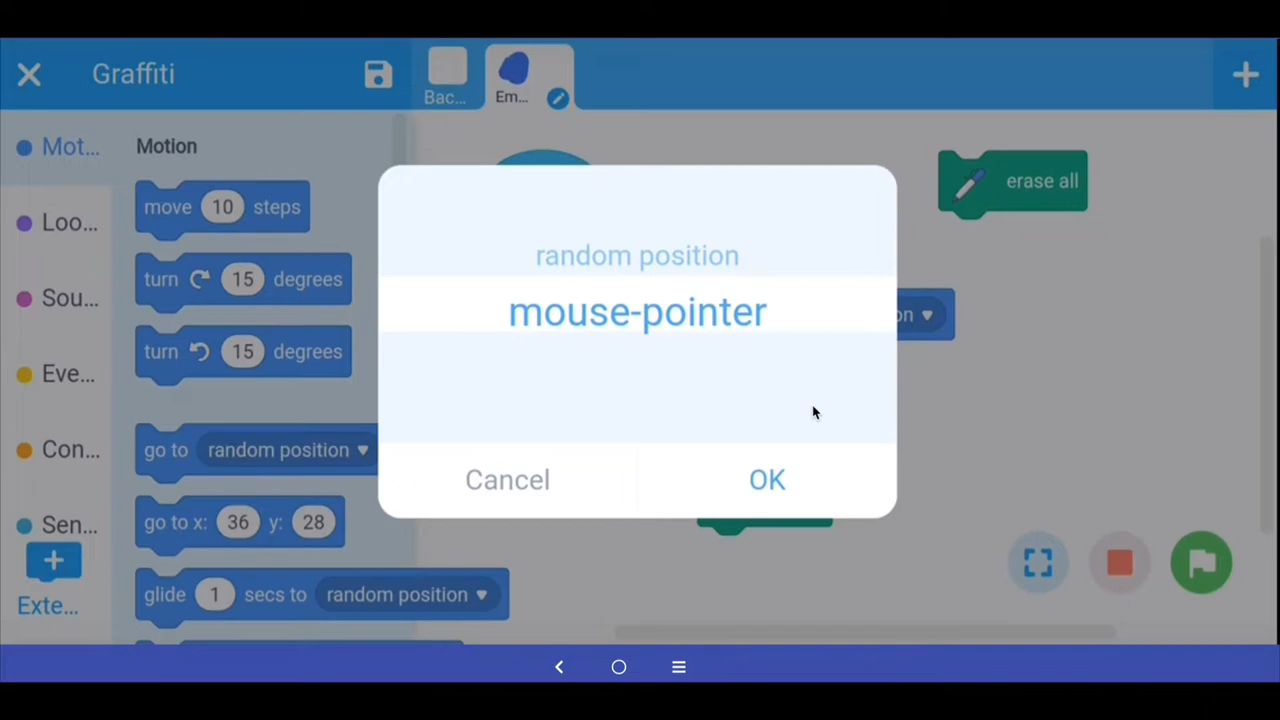 Graffiti
Bac...
Em...
Mot...
Loo...
Sou...
Eve...
Con...
Sen...
Exte...
Motion
move 10 steps
turn 15 degrees
turn 15 degrees
go to random position
go to x: 36 y: 28
glide 1 secs to random position
erase all
on
random position
mouse-pointer
Cancel
OK